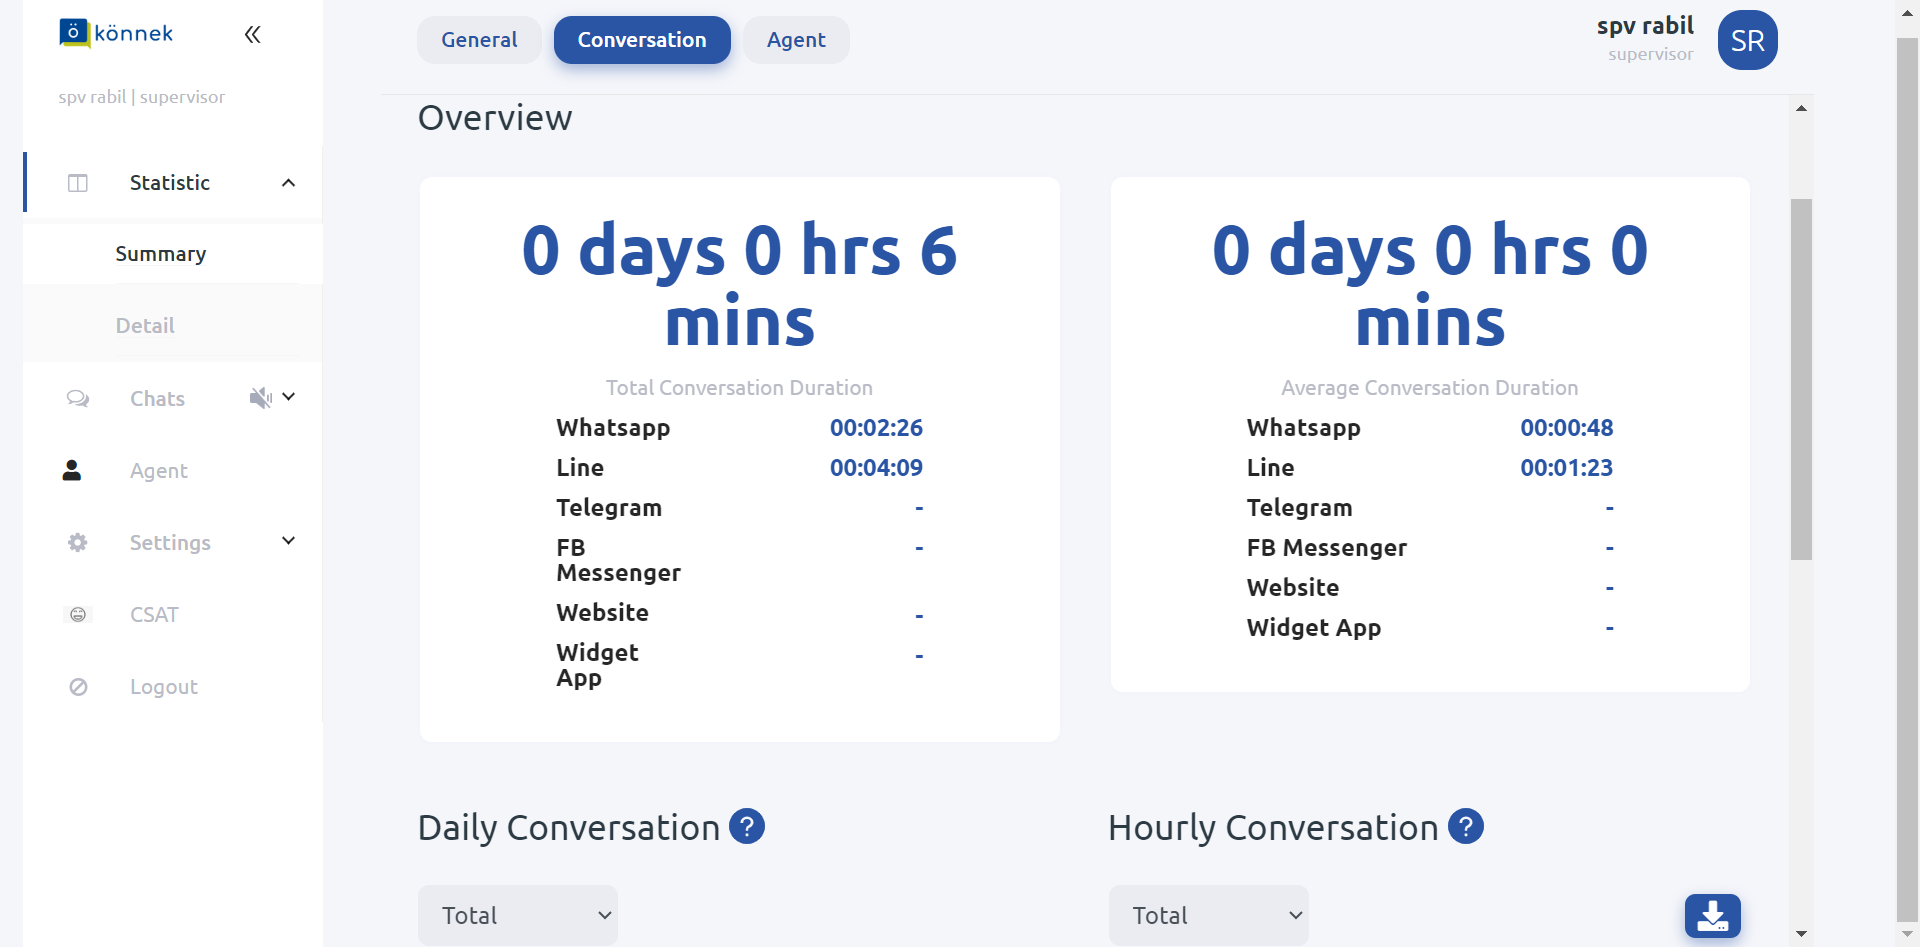 ö könnek
spv rabil | supervisor
Statistic
Summary
Detail
Chats
Agent
Settings
CSAT
Logout
General
Conversation
Agent
spv rabil
supervisor
SR
Overview
0 days 0 hrs 6
mins
Total Conversation Duration
Whatsapp 00:02:26
Line 00:04:09
Telegram -
FB
Messenger -
Website -
Widget
App -
0 days 0 hrs 0
mins
Average Conversation Duration
Whatsapp 00:00:48
Line 00:01:23
Telegram -
FB Messenger -
Website -
Widget App -
Daily Conversation ?
Total
Hourly Conversation ?
Total